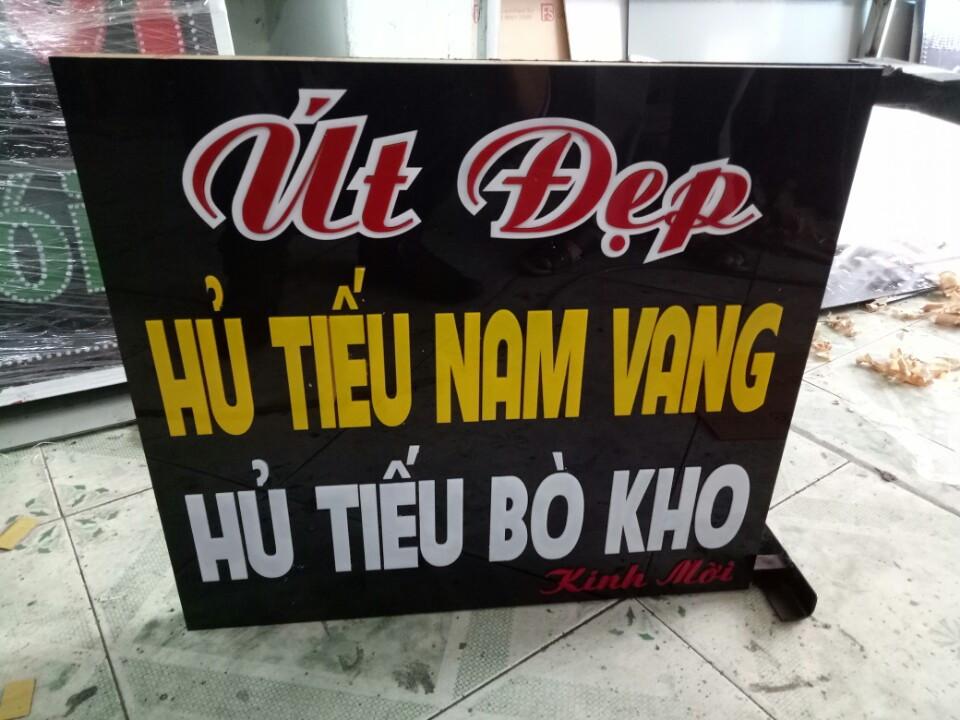 Út Đẹp
HỦ TIẾU NAM VANG
HỦ TIẾU BÒ KHO
Kính Mời